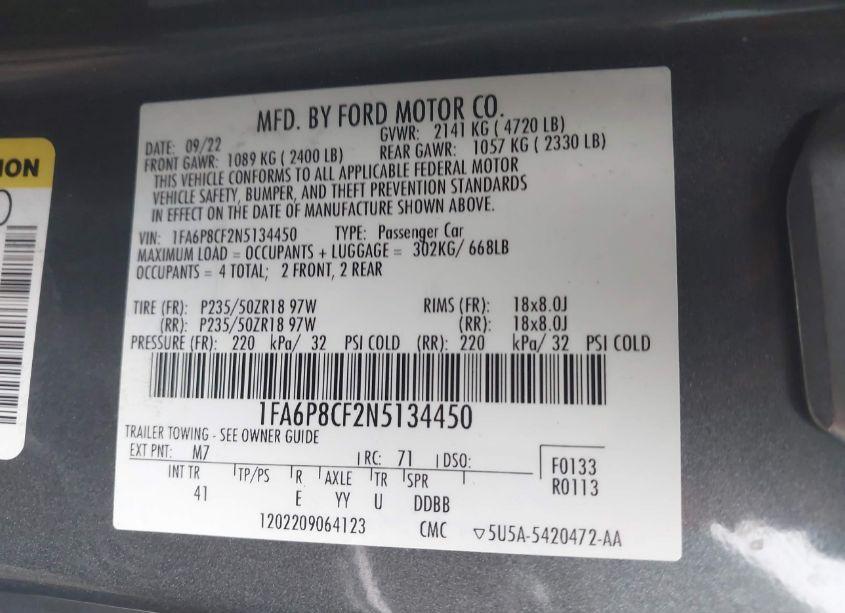 ION
)
MFD. BY FORD MOTOR CO.
DATE: 09/22 GVWR: 2141 KG ( 4720 LB)
FRONT GAWR: 1089 KG ( 2400 LB) REAR GAWR: 1057 KG ( 2330 LB)
THIS VEHICLE CONFORMS TO ALL APPLICABLE FEDERAL MOTOR
VEHICLE SAFETY, BUMPER, AND THEFT PREVENTION STANDARDS
IN EFFECT ON THE DATE OF MANUFACTURE SHOWN ABOVE.
VIN: 1FA6P8CF2N5134450 TYPE: Passenger Car
MAXIMUM LOAD = OCCUPANTS + LUGGAGE = 302KG/ 668LB
OCCUPANTS = 4 TOTAL; 2 FRONT, 2 REAR
TIRE (FR): P235/50ZR18 97W RIMS (FR): 18x8.0J
(RR): P235/50ZR18 97W (RR): 18x8.0J
PRESSURE (FR): 220 kPa/ 32 PSI COLD (RR): 220 kPa/ 32 PSI COLD
1FA6P8CF2N5134450
TRAILER TOWING - SEE OWNER GUIDE
EXT PNT: M7 RC: 71 DSO: F0133
INT TR TP/PS R AXLE TR SPR R0113
41 E YY U DDBB
1202209064123 CMC ▽5U5A-5420472-AA